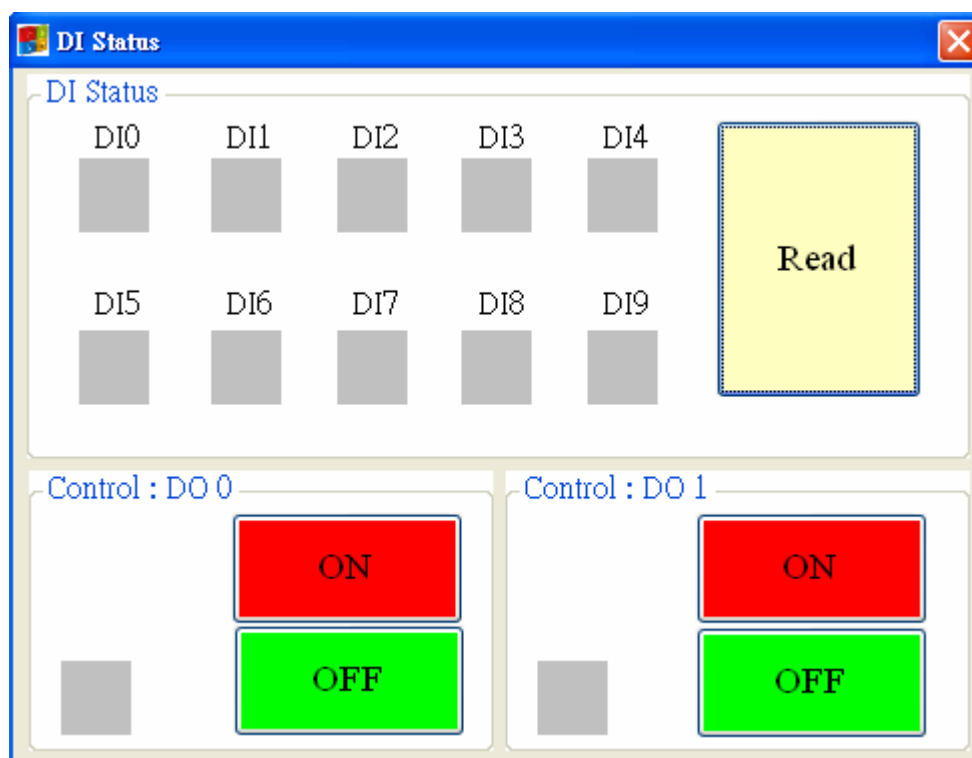 DI Status
DI Status
DI0 DI1 DI2 DI3 DI4
Read
DI5 DI6 DI7 DI8 DI9
Control : DO 0
ON
OFF
Control : DO 1
ON
OFF